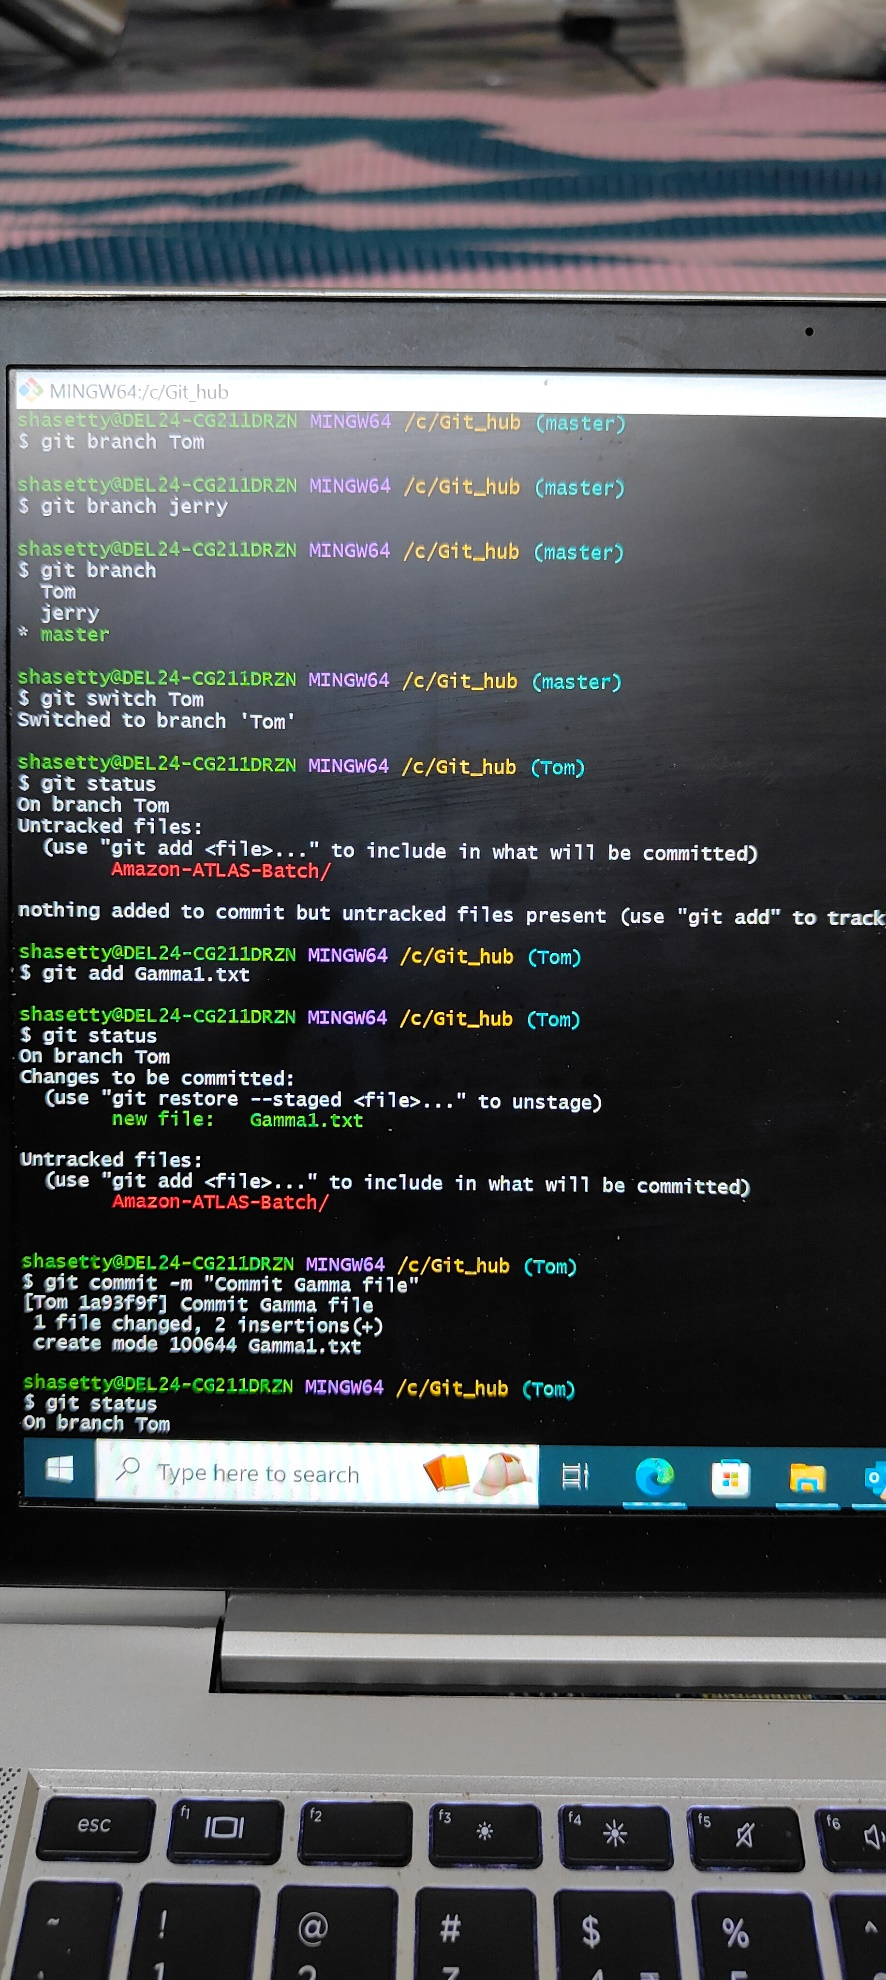 MINGW64:/c/Git_hub
shasetty@DEL24-CG211DRZN MINGW64 /c/Git_hub (master)
$ git branch Tom
shasetty@DEL24-CG211DRZN MINGW64 /c/Git_hub (master)
$ git branch jerry
shasetty@DEL24-CG211DRZN MINGW64 /c/Git_hub (master)
$ git branch
Tom
jerry
* master
shasetty@DEL24-CG211DRZN MINGW64 /c/Git_hub (master)
$ git switch Tom
Switched to branch 'Tom'
shasetty@DEL24-CG211DRZN MINGW64 /c/Git_hub (Tom)
$ git status
On branch Tom
Untracked files:
(use "git add <file>..." to include in what will be committed)
Amazon-ATLAS-Batch/
nothing added to commit but untracked files present (use "git add" to track
shasetty@DEL24-CG211DRZN MINGW64 /c/Git_hub (Tom)
$ git add Gamma1.txt
shasetty@DEL24-CG211DRZN MINGW64 /c/Git_hub (Tom)
$ git status
On branch Tom
Changes to be committed:
(use "git restore --staged <file>..." to unstage)
new file:   Gamma1.txt
Untracked files:
(use "git add <file>..." to include in what will be committed)
Amazon-ATLAS-Batch/
shasetty@DEL24-CG211DRZN MINGW64 /c/Git_hub (Tom)
$ git commit -m "Commit Gamma file"
[Tom 1a93f9f] Commit Gamma file
1 file changed, 2 insertions(+)
create mode 100644 Gamma1.txt
shasetty@DEL24-CG211DRZN MINGW64 /c/Git_hub (Tom)
$ git status
On branch Tom
Type here to search
esc f1 f2 f3 f4 f5 f6
~ ! @ # $ % ^
1 2